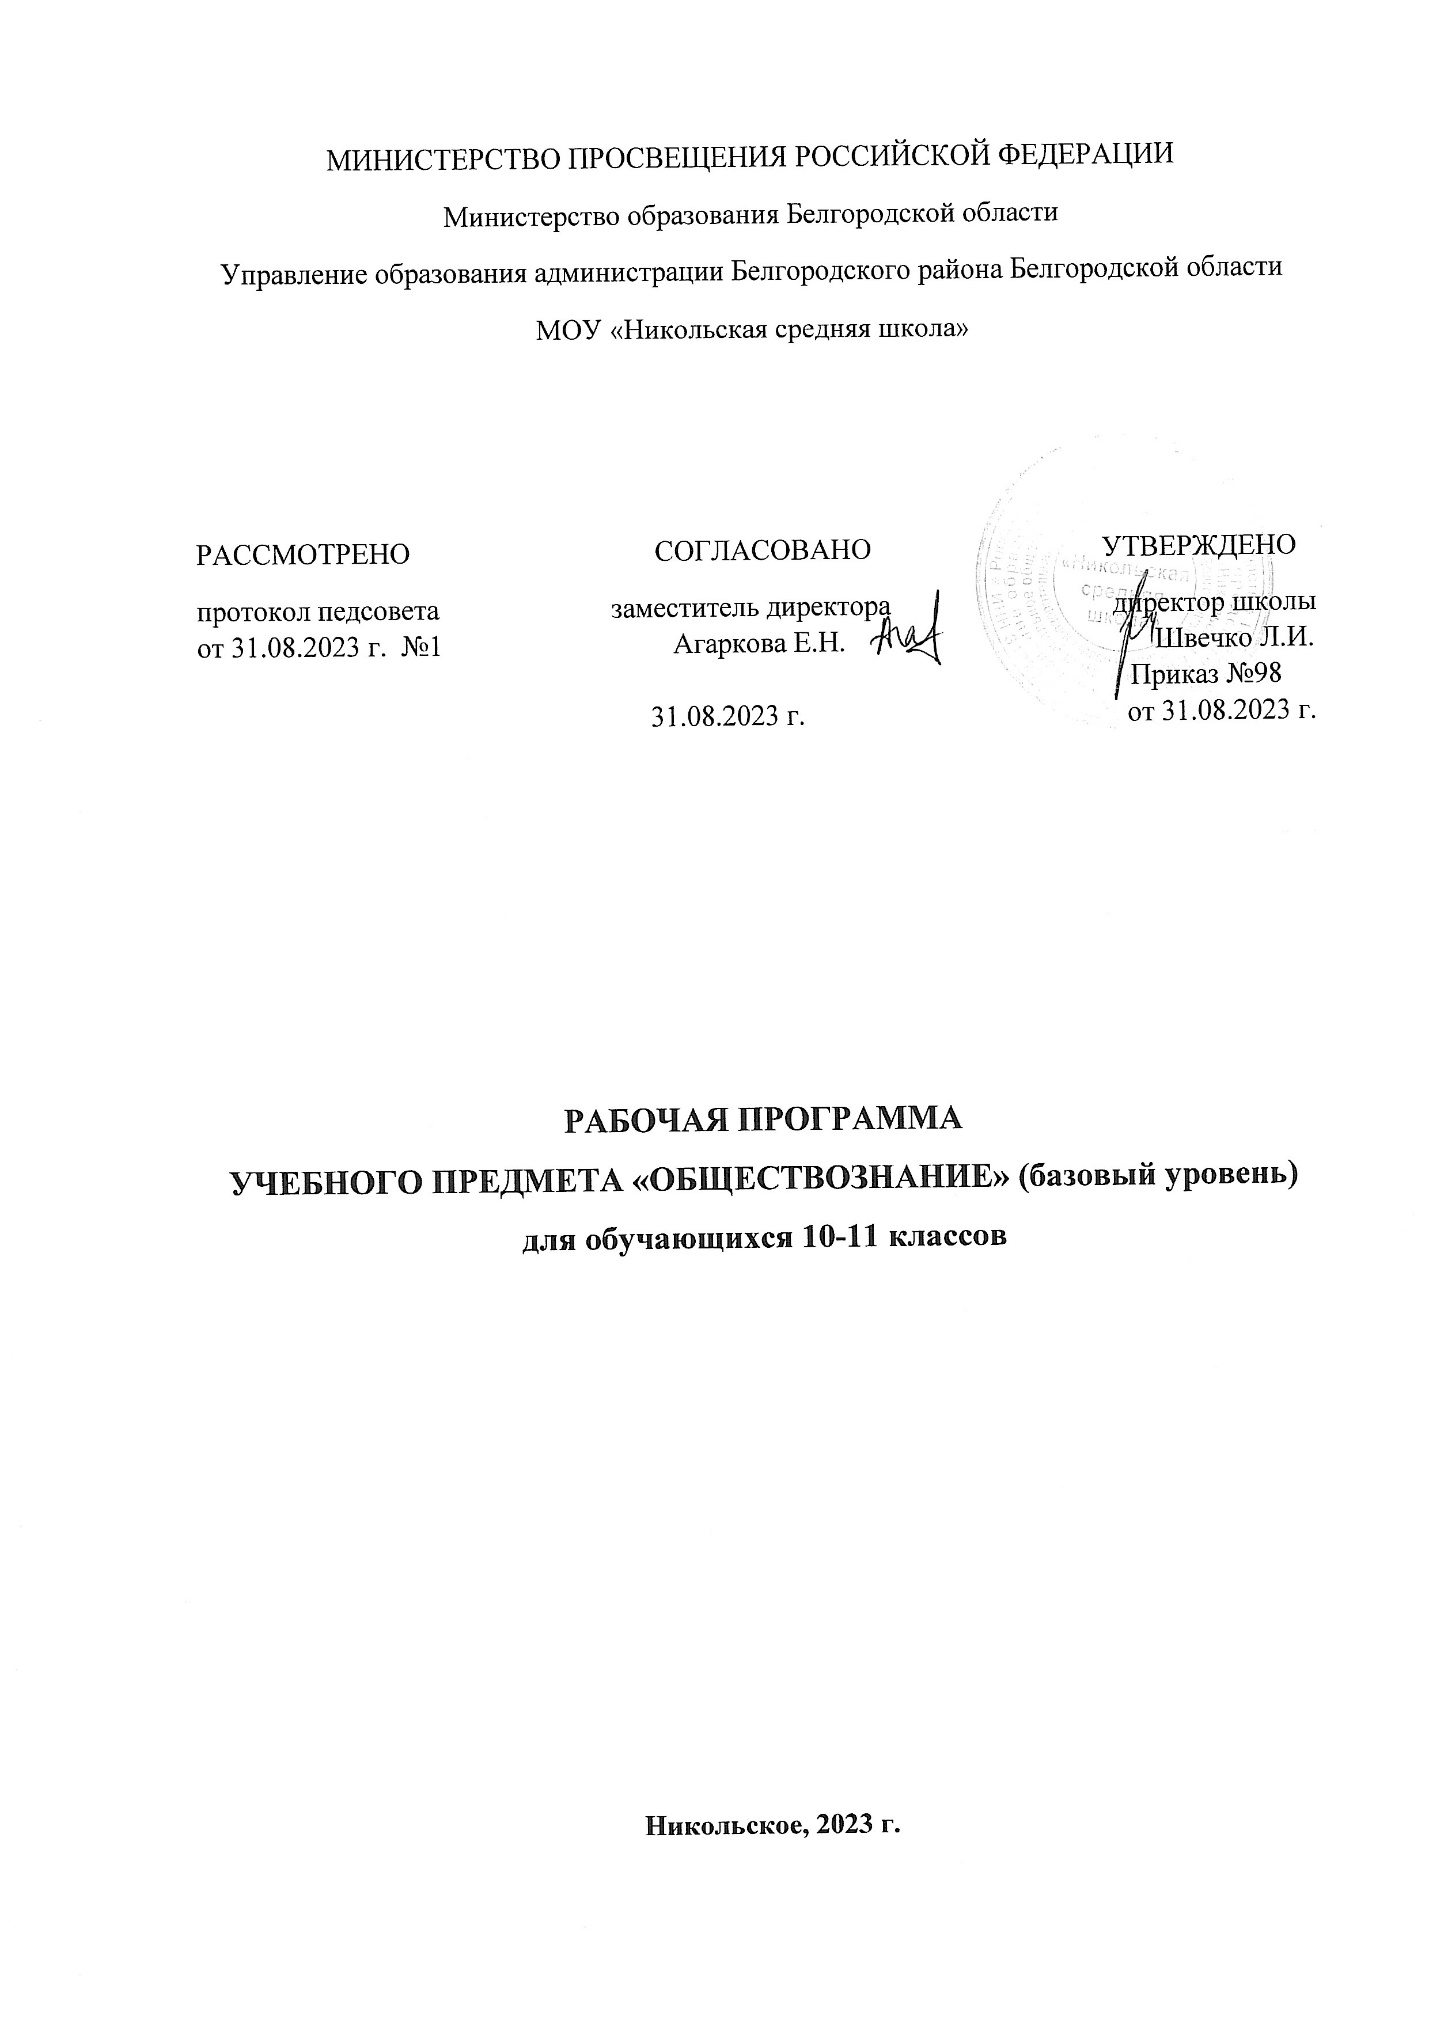 МИНИСТЕРСТВО ПРОСВЕЩЕНИЯ РОССИЙСКОЙ ФЕДЕРАЦИИ
Министерство образования Белгородской области
Управление образования администрации Белгородского района Белгородской области
МОУ «Никольская средняя школа»
РАССМОТРЕНО
протокол педсовета
от 31.08.2023 г. №1
СОГЛАСОВАНО
заместитель директора
Агаркова Е.Н.
31.08.2023 г.
УТВЕРЖДЕНО
директор школы
Швечко Л.И.
Приказ №98
от 31.08.2023 г.
«Никольская
средняя
школа»
РАБОЧАЯ ПРОГРАММА
УЧЕБНОГО ПРЕДМЕТА «ОБЩЕСТВОЗНАНИЕ» (базовый уровень)
для обучающихся 10-11 классов
Никольское, 2023 г.